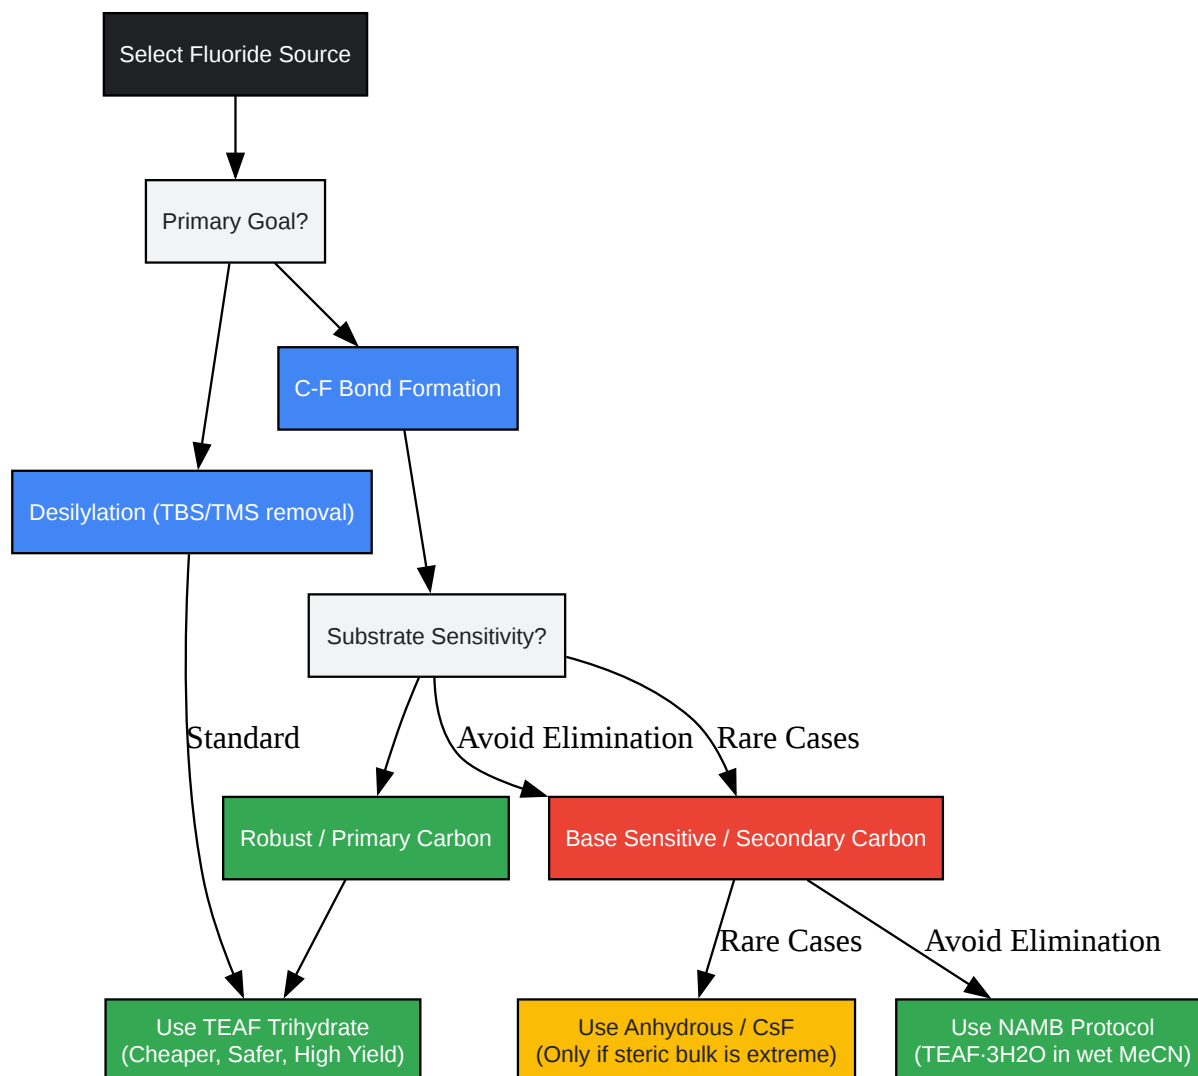 Select Fluoride Source
Primary Goal?
C-F Bond Formation
Desilylation (TBS/TMS removal)
Substrate Sensitivity?
Standard
Avoid Elimination
Rare Cases
Robust / Primary Carbon
Base Sensitive / Secondary Carbon
Rare Cases
Avoid Elimination
Use TEAF Trihydrate
(Cheaper, Safer, High Yield)
Use Anhydrous / CsF
(Only if steric bulk is extreme)
Use NAMB Protocol
(TEAF·3H2O in wet MeCN)